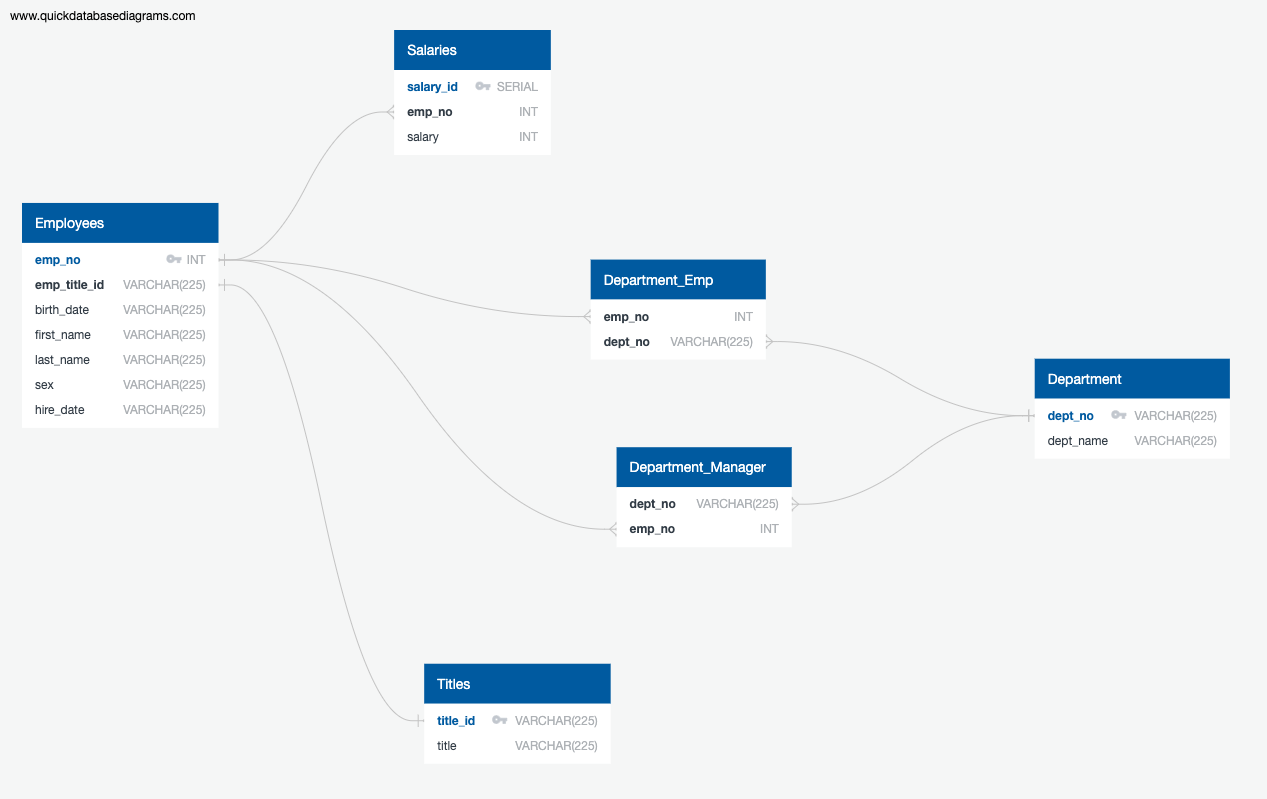 www.quickdatabasediagrams.com
Salaries
salary_id SERIAL
emp_no INT
salary INT
Employees
emp_no INT
emp_title_id VARCHAR(225)
birth_date VARCHAR(225)
first_name VARCHAR(225)
last_name VARCHAR(225)
sex VARCHAR(225)
hire_date VARCHAR(225)
Department_Emp
emp_no INT
dept_no VARCHAR(225)
Department
dept_no VARCHAR(225)
dept_name VARCHAR(225)
Department_Manager
dept_no VARCHAR(225)
emp_no INT
Titles
title_id VARCHAR(225)
title VARCHAR(225)